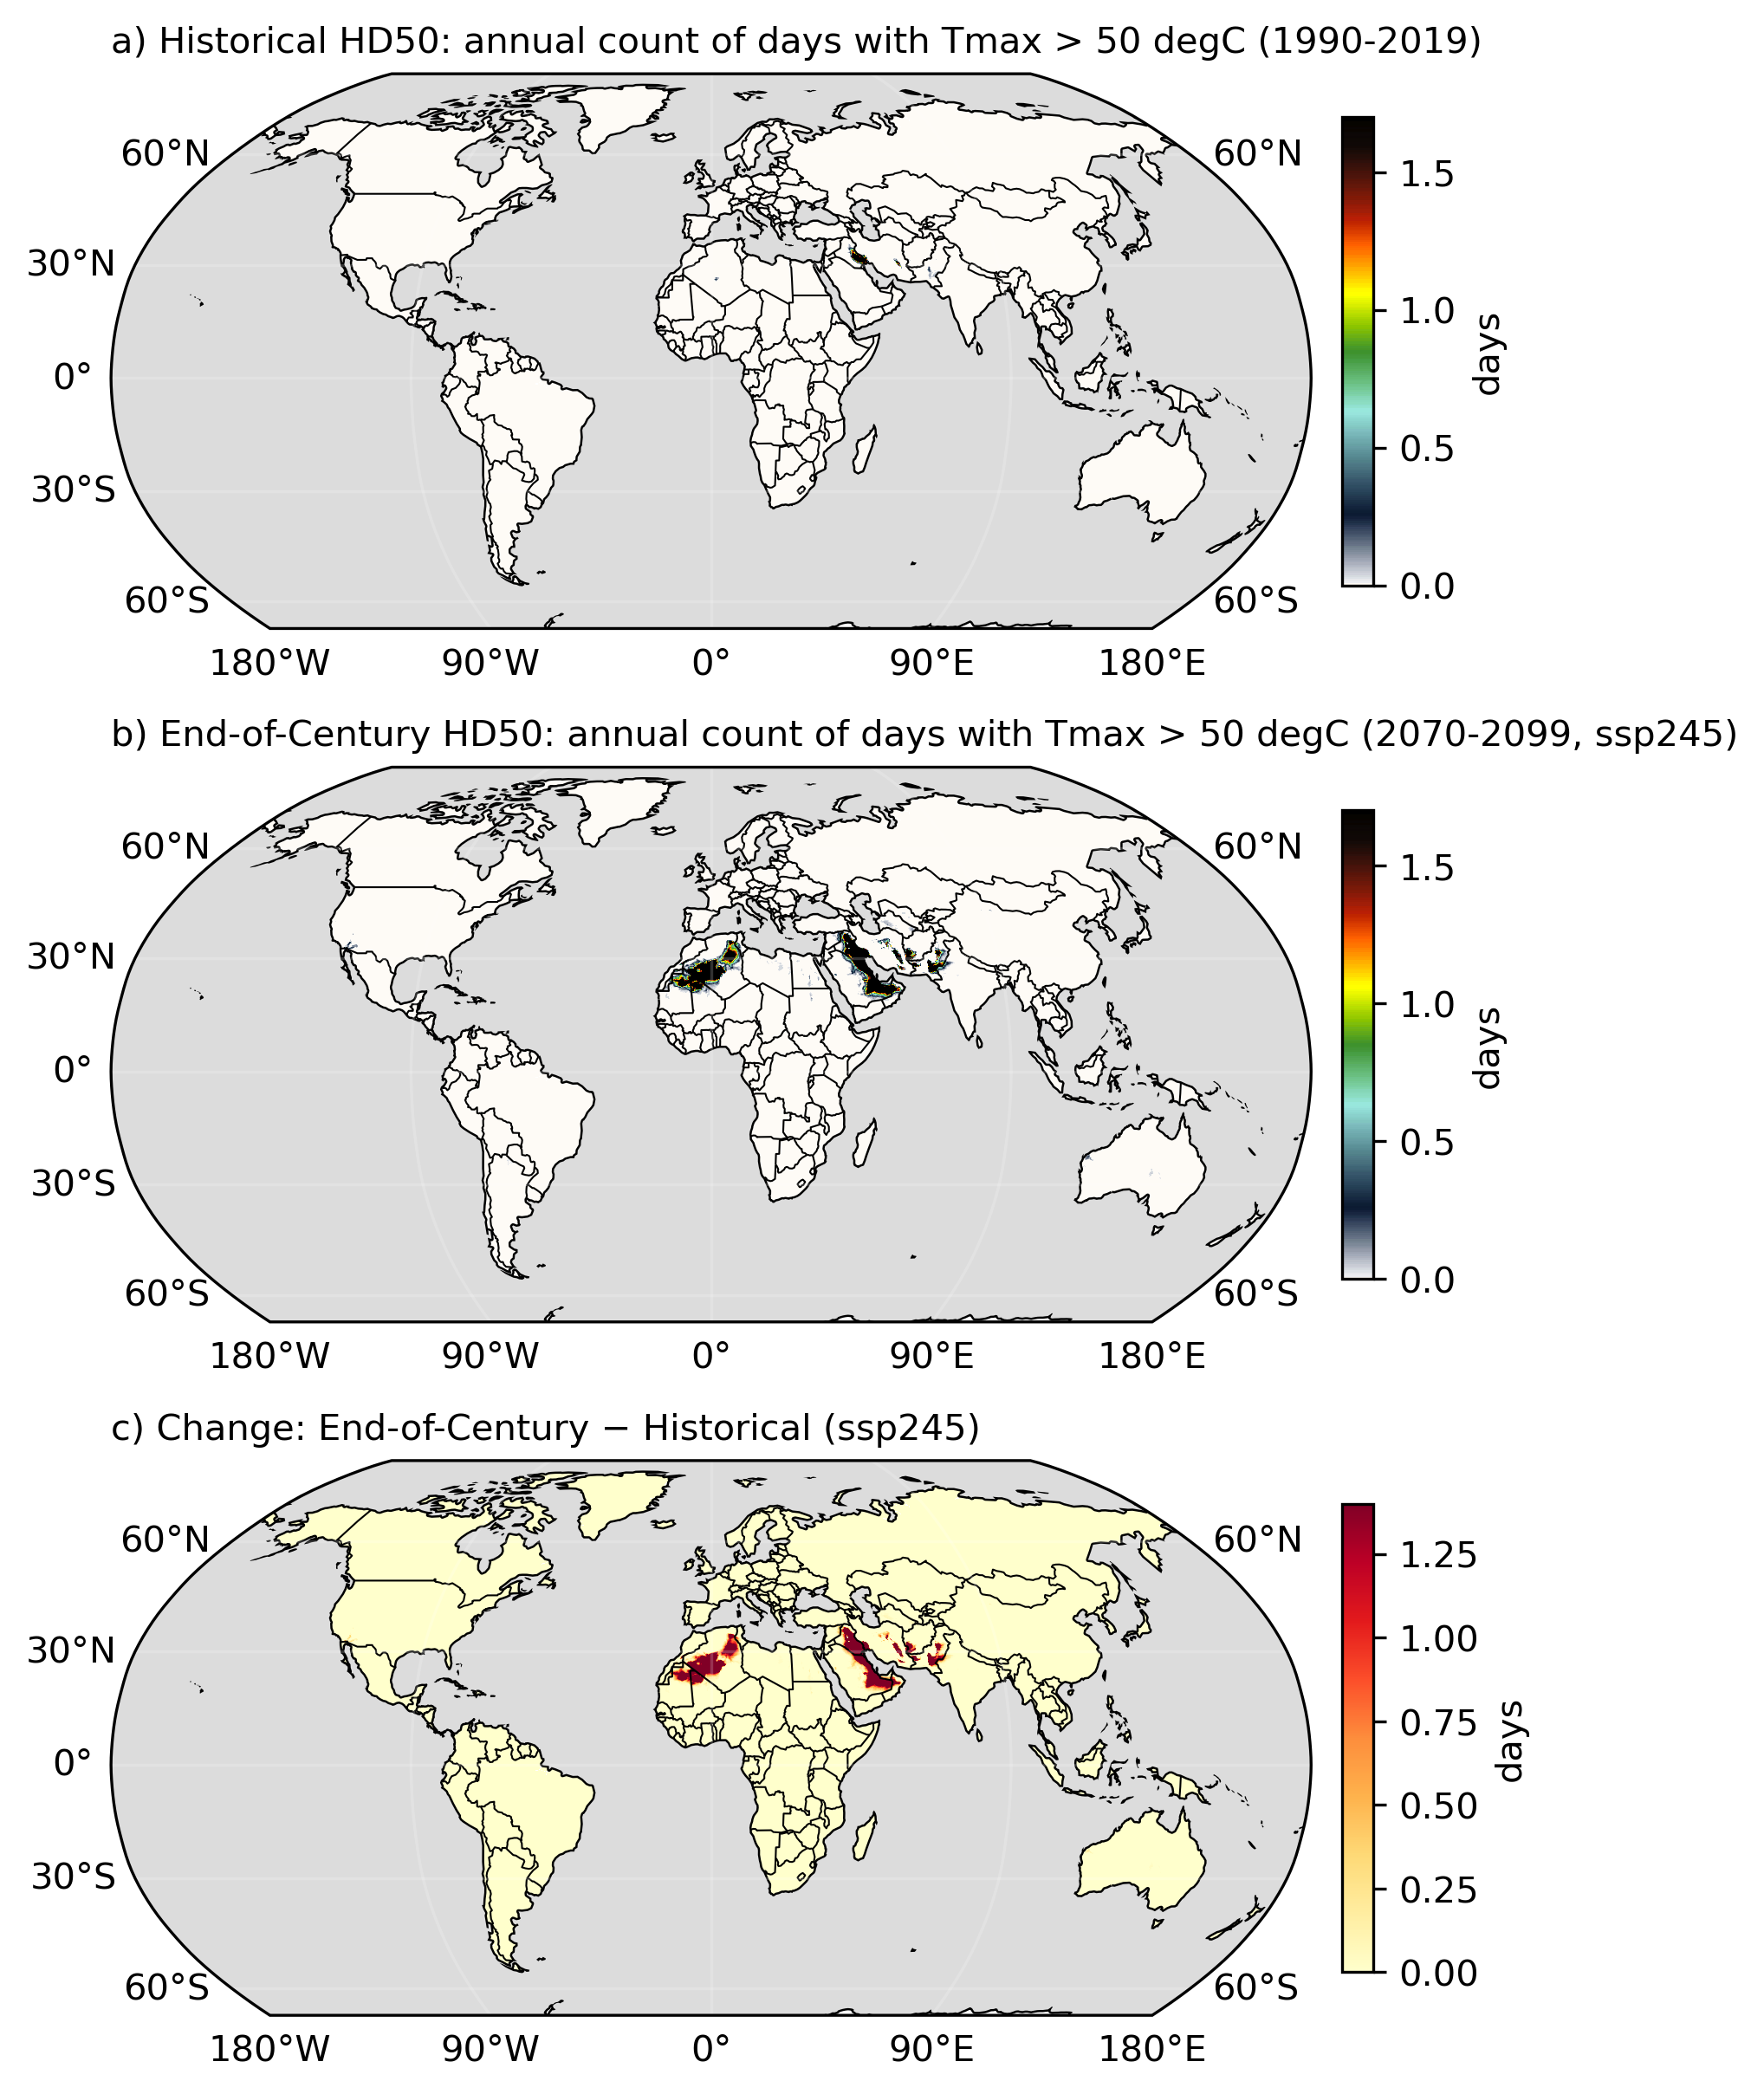 a) Historical HD50: annual count of days with Tmax > 50 degC (1990-2019)
60°N 60°N
30°N
0°
30°S
60°S 60°S
180°W 90°W 0° 90°E 180°E
1.5
1.0
0.5
0.0
days
b) End-of-Century HD50: annual count of days with Tmax > 50 degC (2070-2099, ssp245)
60°N 60°N
30°N
0°
30°S
60°S 60°S
180°W 90°W 0° 90°E 180°E
1.5
1.0
0.5
0.0
days
c) Change: End-of-Century − Historical (ssp245)
60°N 60°N
30°N
0°
30°S
60°S 60°S
180°W 90°W 0° 90°E 180°E
1.25
1.00
0.75
0.50
0.25
0.00
days